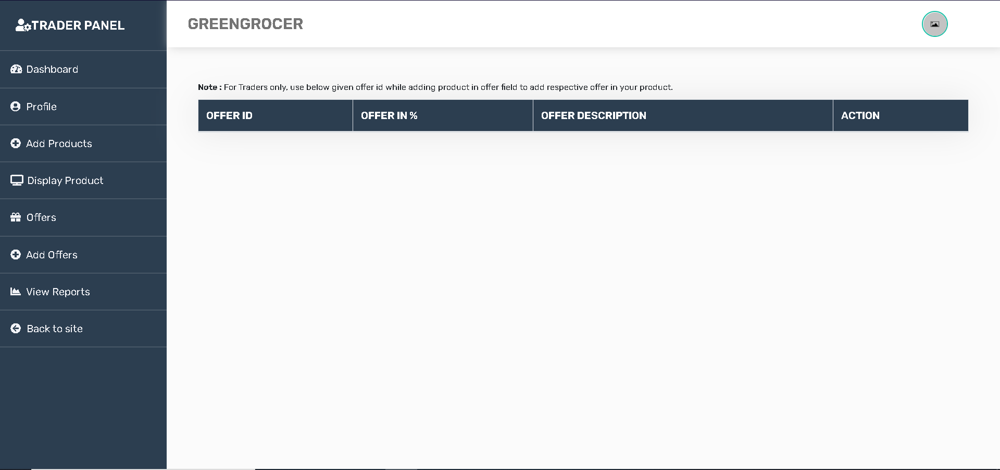 TRADER PANEL
GREENGROCER
Dashboard
Profile
Add Products
Display Product
Offers
Add Offers
View Reports
Back to site
Note : For Traders only, use below given offer id while adding product in offer field to add respective offer in your product.
OFFER ID
OFFER IN %
OFFER DESCRIPTION
ACTION